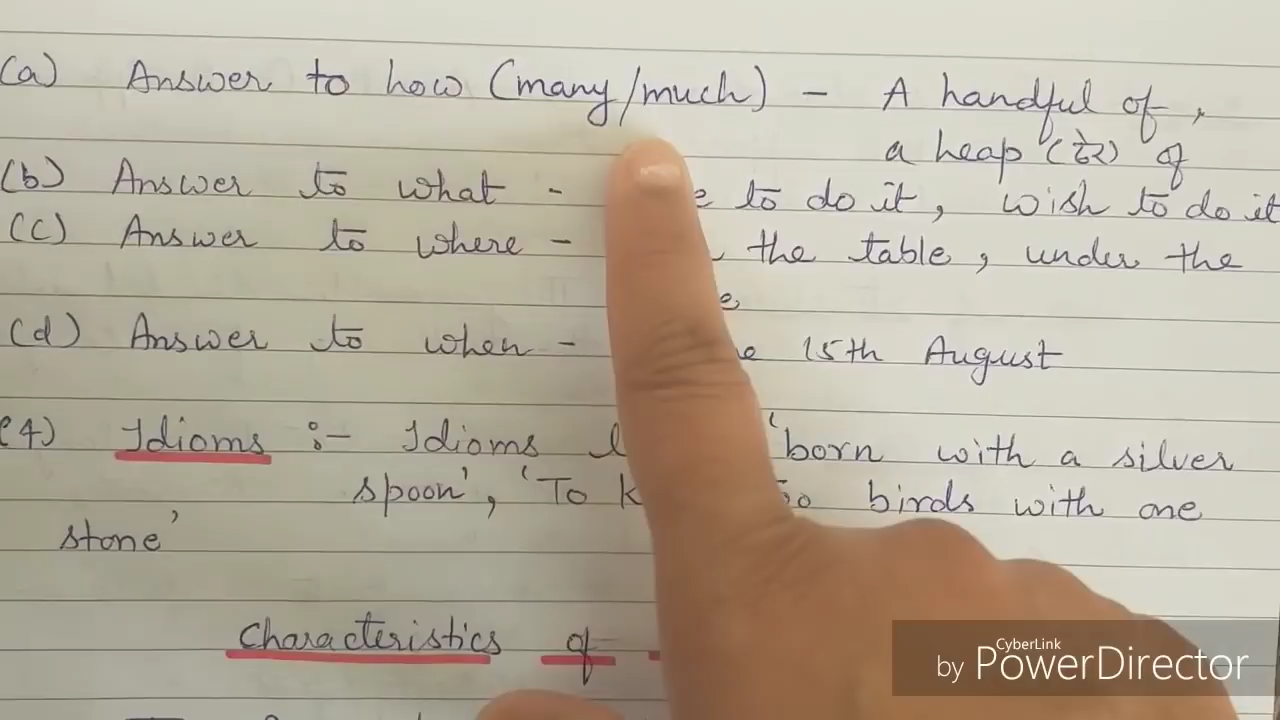 (a) Answer to how (many/much) - A handful of,
a heap (ढेर) of
(b) Answer to what - to do it, wish to do it
(c) Answer to where - the table, under the
(d) Answer to when - 15th August
(4) Idioms :- Idioms 'born with a silver
spoon', 'To birds with one
stone'
Characteristics of
CyberLink
by PowerDirector